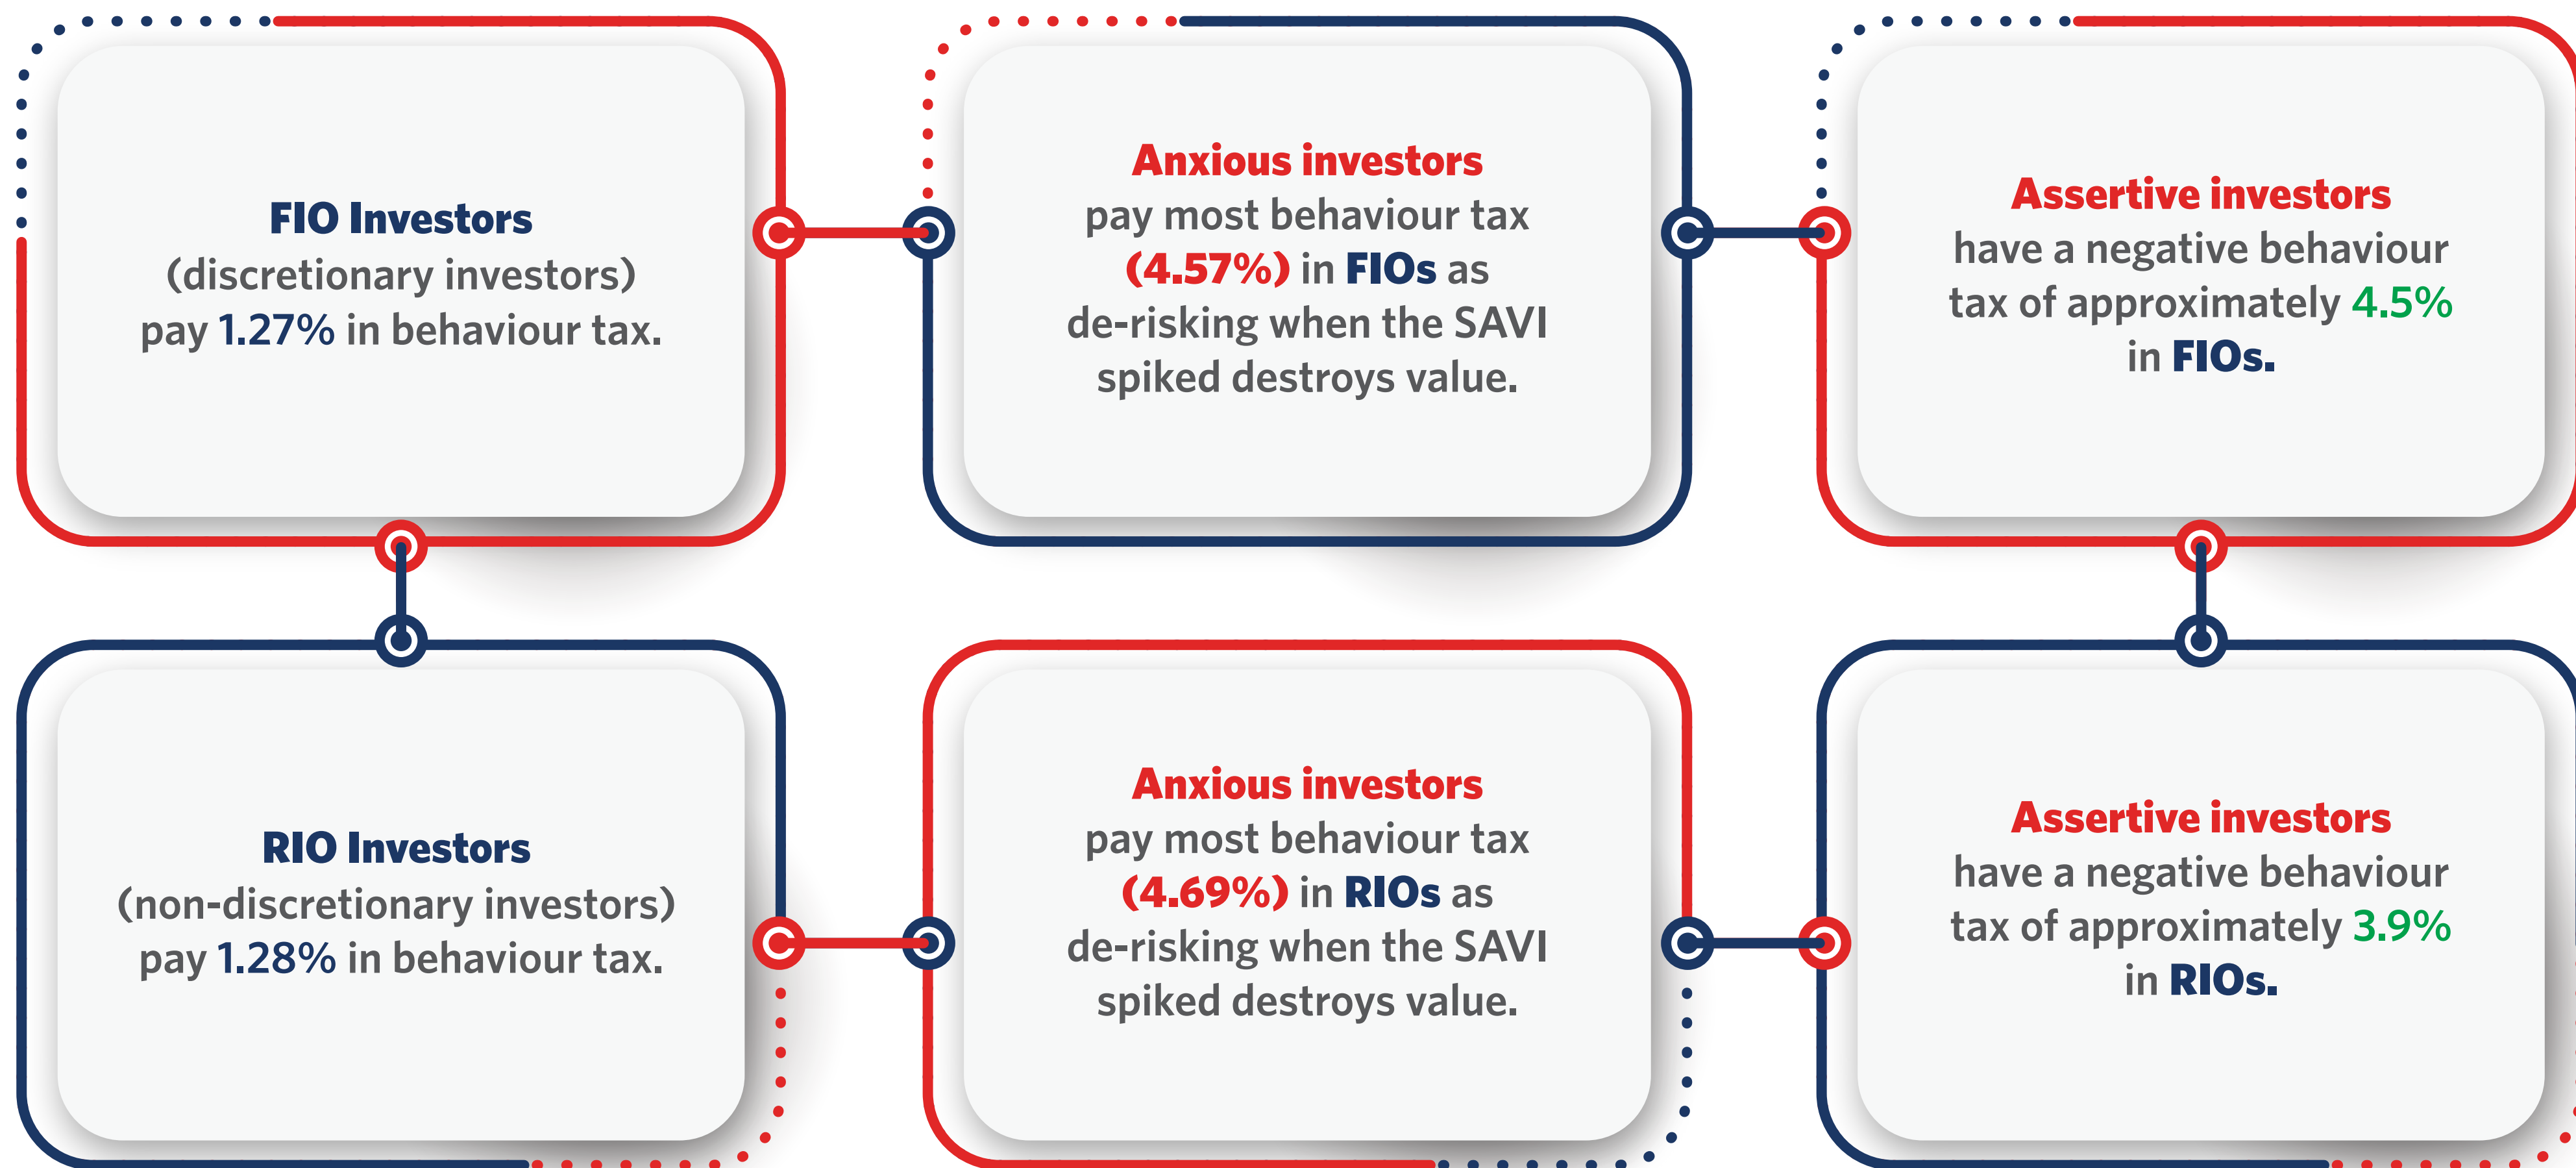 FIO Investors
(discretionary investors)
pay 1.27% in behaviour tax.
Anxious investors
pay most behaviour tax
(4.57%) in FIOs as
de-risking when the SAVI
spiked destroys value.
Assertive investors
have a negative behaviour
tax of approximately 4.5%
in FIOs.
RIO Investors
(non-discretionary investors)
pay 1.28% in behaviour tax.
Anxious investors
pay most behaviour tax
(4.69%) in RIOs as
de-risking when the SAVI
spiked destroys value.
Assertive investors
have a negative behaviour
tax of approximately 3.9%
in RIOs.